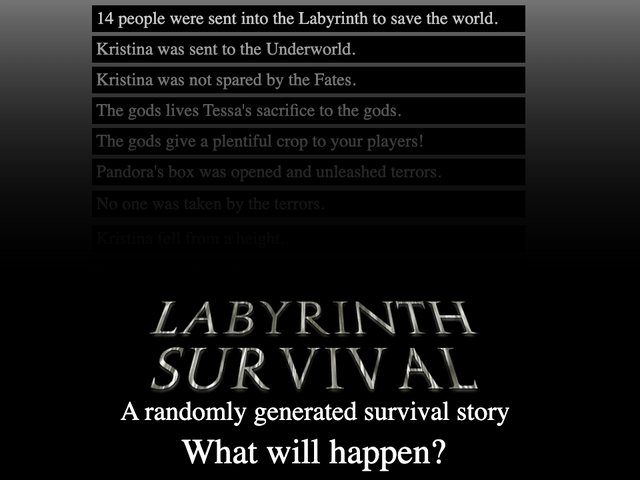 14 people were sent into the Labyrinth to save the world.
Kristina was sent to the Underworld.
Kristina was not spared by the Fates.
The gods lives Tessa's sacrifice to the gods.
The gods give a plentiful crop to your players!
Pandora's box was opened and unleashed terrors.
No one was taken by the terrors.
Kristina fell from a height
LABYRINTH
SURVIVAL
A randomly generated survival story
What will happen?